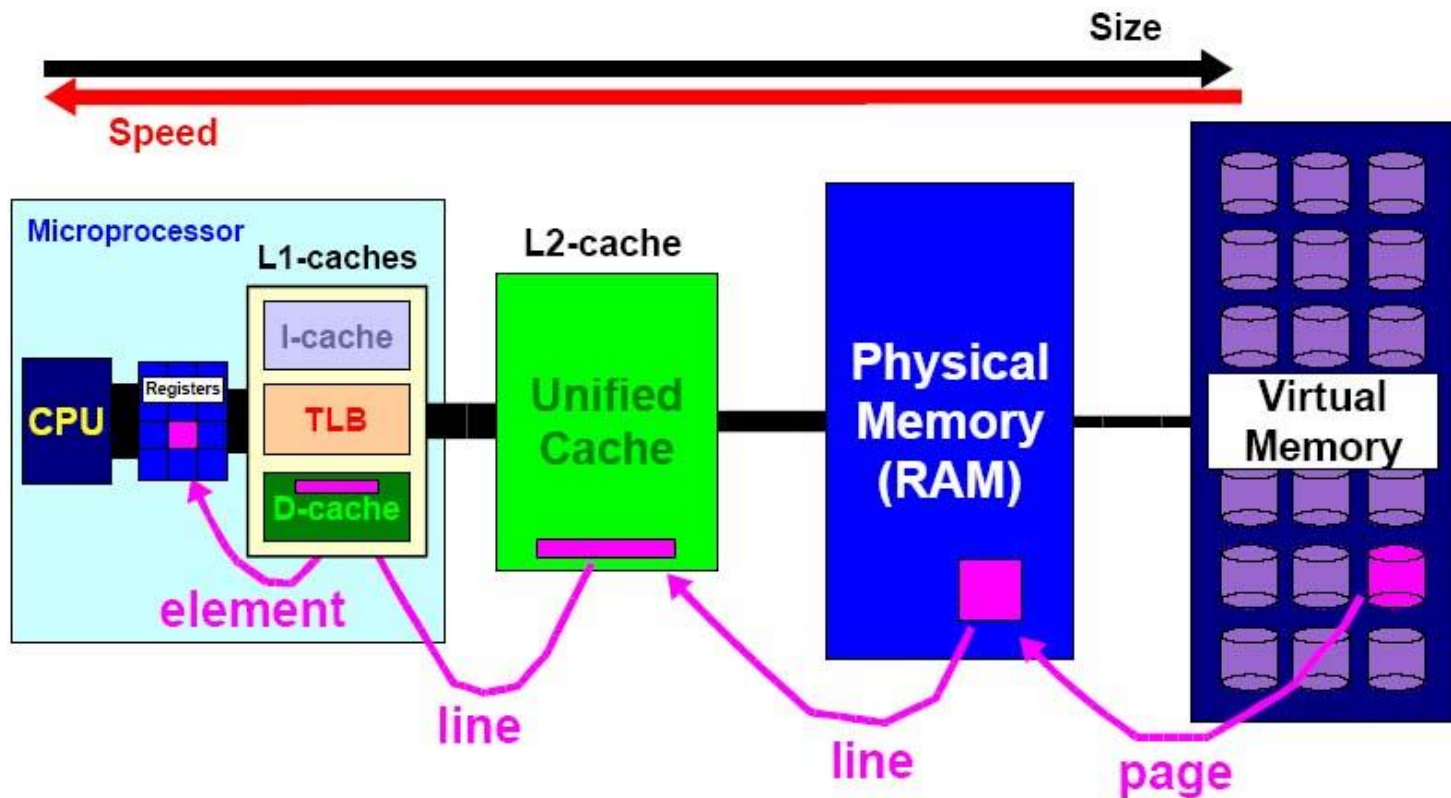 Size
Speed
Microprocessor
L1-caches
L2-cache
I-cache
Registers
CPU
TLB
D-cache
Unified
Cache
Physical
Memory
(RAM)
Virtual
Memory
element
line
line
page